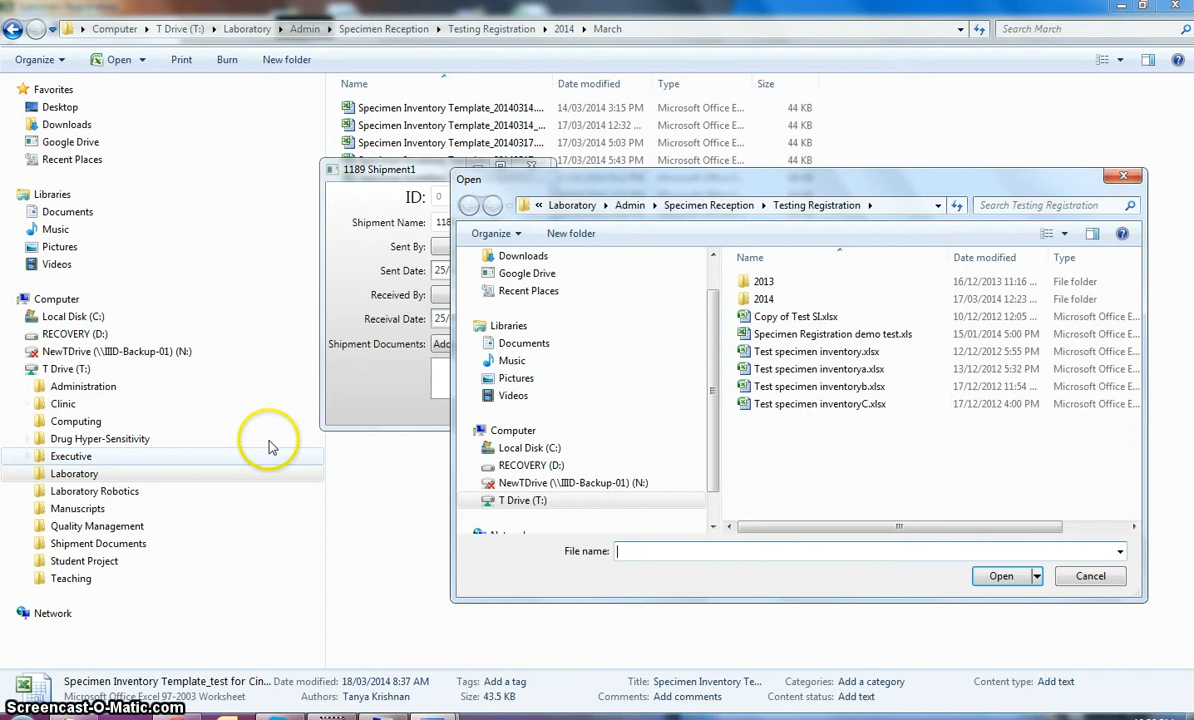 Computer T Drive (T:) Laboratory Admin Specimen Reception Testing Registration 2014 March Search March
Organize Open Print Burn New folder
Favorites
Desktop
Downloads
Google Drive
Recent Places
Libraries
Documents
Music
Pictures
Videos
Computer
Local Disk (C:)
RECOVERY (D:)
NewTDrive (\\IIID-Backup-01) (N:)
T Drive (T:)
Administration
Clinic
Computing
Drug Hyper-Sensitivity
Executive
Laboratory
Laboratory Robotics
Manuscripts
Quality Management
Shipment Documents
Student Project
Teaching
Network
Name Date modified Type Size
Specimen Inventory Template_20140314.... 14/03/2014 3:15 PM Microsoft Office E... 44 KB
Specimen Inventory Template_20140314_... 17/03/2014 12:32 ... Microsoft Office E... 44 KB
Specimen Inventory Template_20140317.... 17/03/2014 5:03 PM Microsoft Office E... 44 KB
17/03/2014 5:43 PM Microsoft Office E... 44 KB
1189 Shipment1
ID: 0
Shipment Name: 118
Sent By:
Sent Date: 25/
Received By:
Receival Date: 25/
Shipment Documents: Add
Open
« Laboratory Admin Specimen Reception Testing Registration Search Testing Registration
Organize New folder
Downloads
Google Drive
Recent Places
Libraries
Documents
Music
Pictures
Videos
Computer
Local Disk (C:)
RECOVERY (D:)
NewTDrive (\\IIID-Backup-01) (N:)
T Drive (T:)
Name Date modified Type
2013 16/12/2013 11:16 ... File folder
2014 17/03/2014 12:23 ... File folder
Copy of Test SI.xlsx 10/12/2012 12:05 ... Microsoft Office E...
Specimen Registration demo test.xls 15/01/2014 5:00 PM Microsoft Office E...
Test specimen inventory.xlsx 12/12/2012 5:55 PM Microsoft Office E...
Test specimen inventorya.xlsx 13/12/2012 5:32 PM Microsoft Office E...
Test specimen inventoryb.xlsx 17/12/2012 11:54 ... Microsoft Office E...
Test specimen inventoryC.xlsx 17/12/2012 4:00 PM Microsoft Office E...
File name:
Open Cancel
Specimen Inventory Template_test for Cin... Date modified: 18/03/2014 8:37 AM Tags: Add a tag Title: Specimen Inventory Te... Categories: Add a category Content type: Add text
Microsoft Office Excel 97-2003 Worksheet Authors: Tanya Krishnan Size: 43.5 KB Comments: Add comments Content status: Add text
Screencast-O-Matic.com